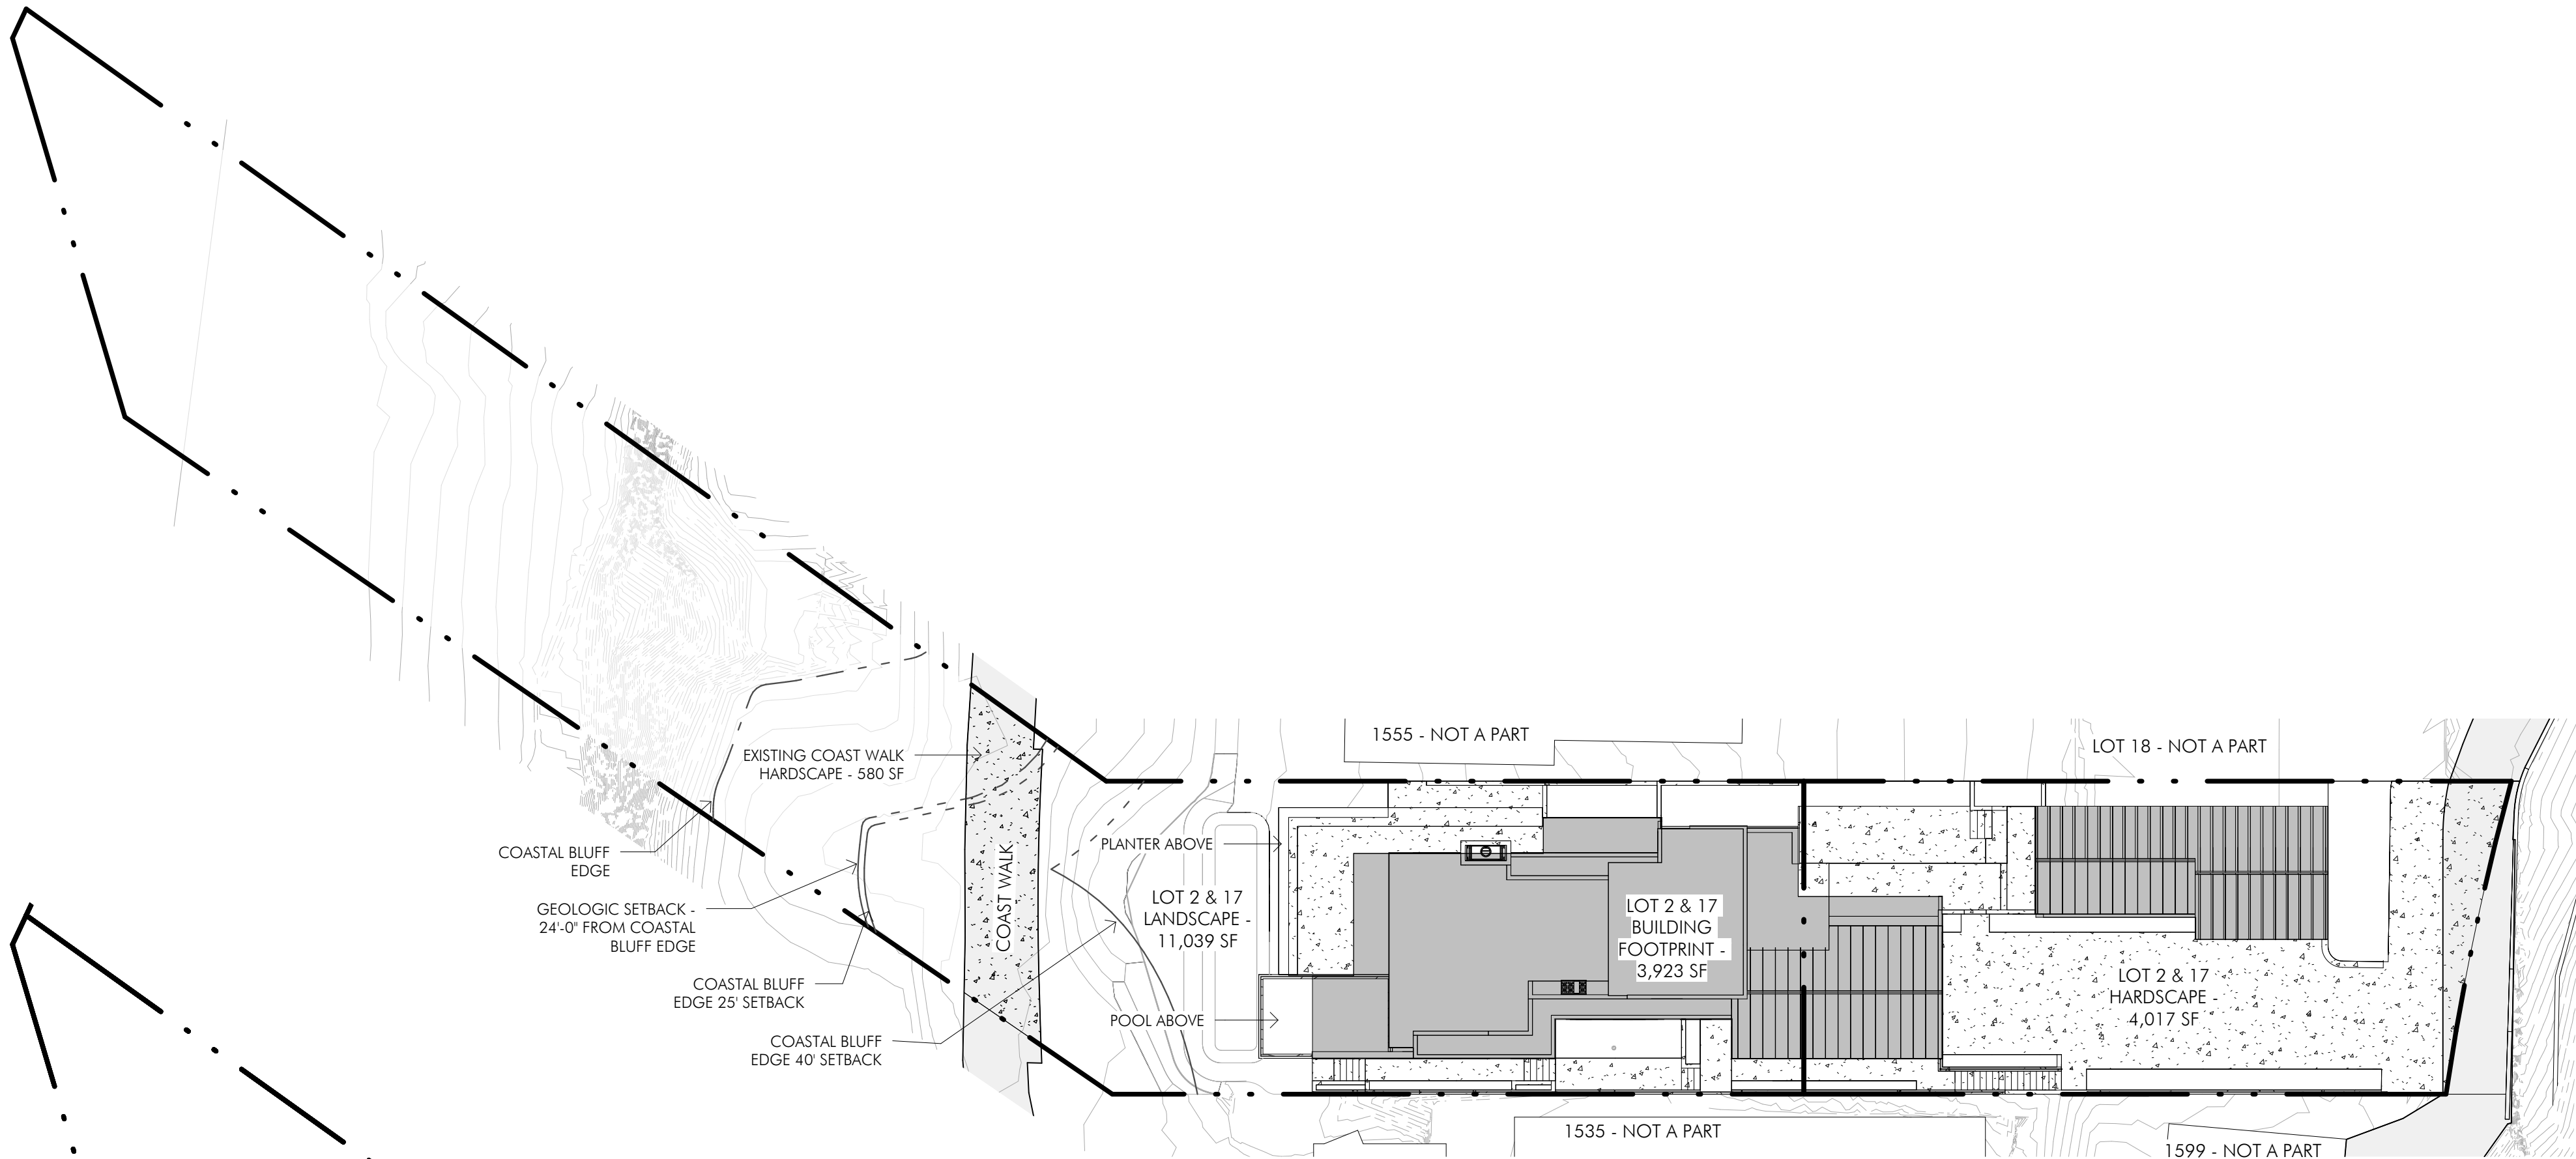 1555 - NOT A PART
LOT 18 - NOT A PART
EXISTING COAST WALK
HARDSCAPE - 580 SF
COASTAL BLUFF
EDGE
GEOLOGIC SETBACK -
24'-0" FROM COASTAL
BLUFF EDGE
COASTAL BLUFF
EDGE 25' SETBACK
COASTAL BLUFF
EDGE 40' SETBACK
COAST WALK
PLANTER ABOVE
LOT 2 & 17
LANDSCAPE -
11,039 SF
POOL ABOVE
LOT 2 & 17
BUILDING
FOOTPRINT -
3,923 SF
LOT 2 & 17
HARDSCAPE -
4,017 SF
1535 - NOT A PART
1599 - NOT A PART